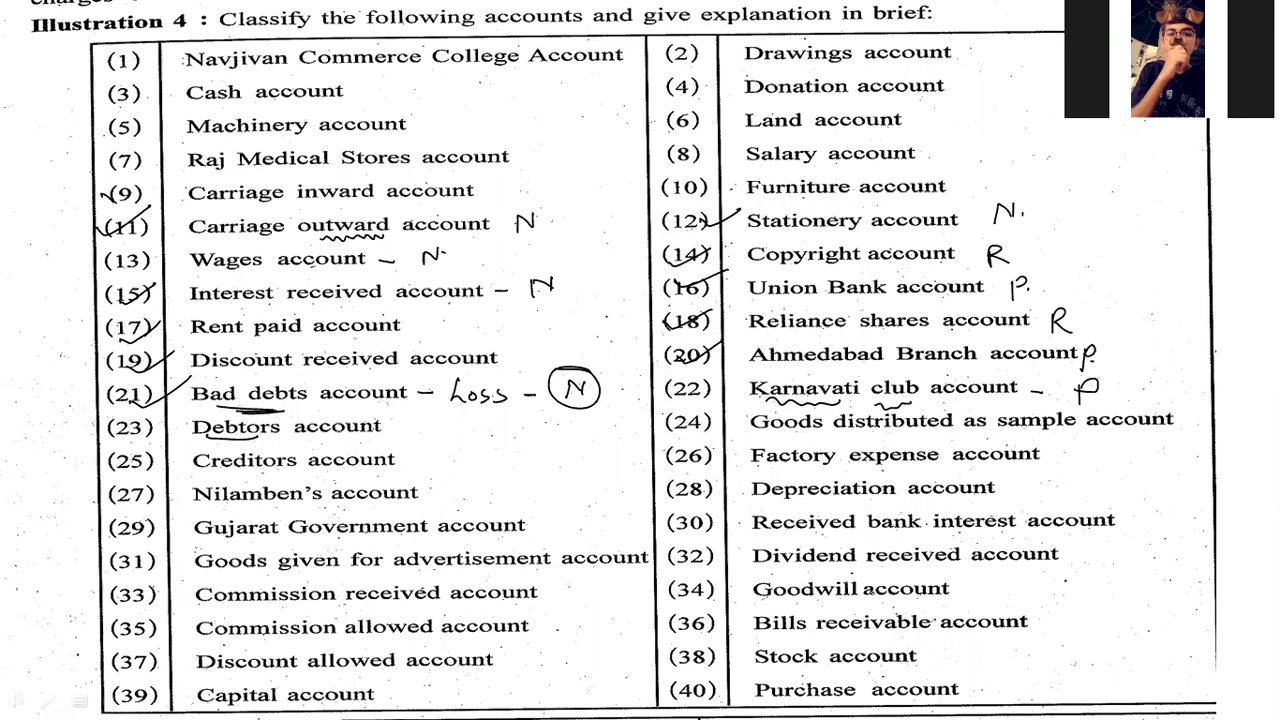 Illustration 4 : Classify the following accounts and give explanation in brief:
(1) Navjivan Commerce College Account (2) Drawings account
(3) Cash account (4) Donation account
(5) Machinery account (6) Land account
(7) Raj Medical Stores account (8) Salary account
(9) Carriage inward account (10) Furniture account
(11) Carriage outward account N (12) Stationery account N.
(13) Wages account – N. (14) Copyright account R
(15) Interest received account – N (16) Union Bank account P.
(17) Rent paid account (18) Reliance shares account R
(19) Discount received account (20) Ahmedabad Branch account P.
(21) Bad debts account – Loss – N (22) Karnavati club account – P
(23) Debtors account (24) Goods distributed as sample account
(25) Creditors account (26) Factory expense account
(27) Nilamben's account (28) Depreciation account
(29) Gujarat Government account (30) Received bank interest account
(31) Goods given for advertisement account (32) Dividend received account
(33) Commission received account (34) Goodwill account
(35) Commission allowed account (36) Bills receivable account
(37) Discount allowed account (38) Stock account
(39) Capital account (40) Purchase account